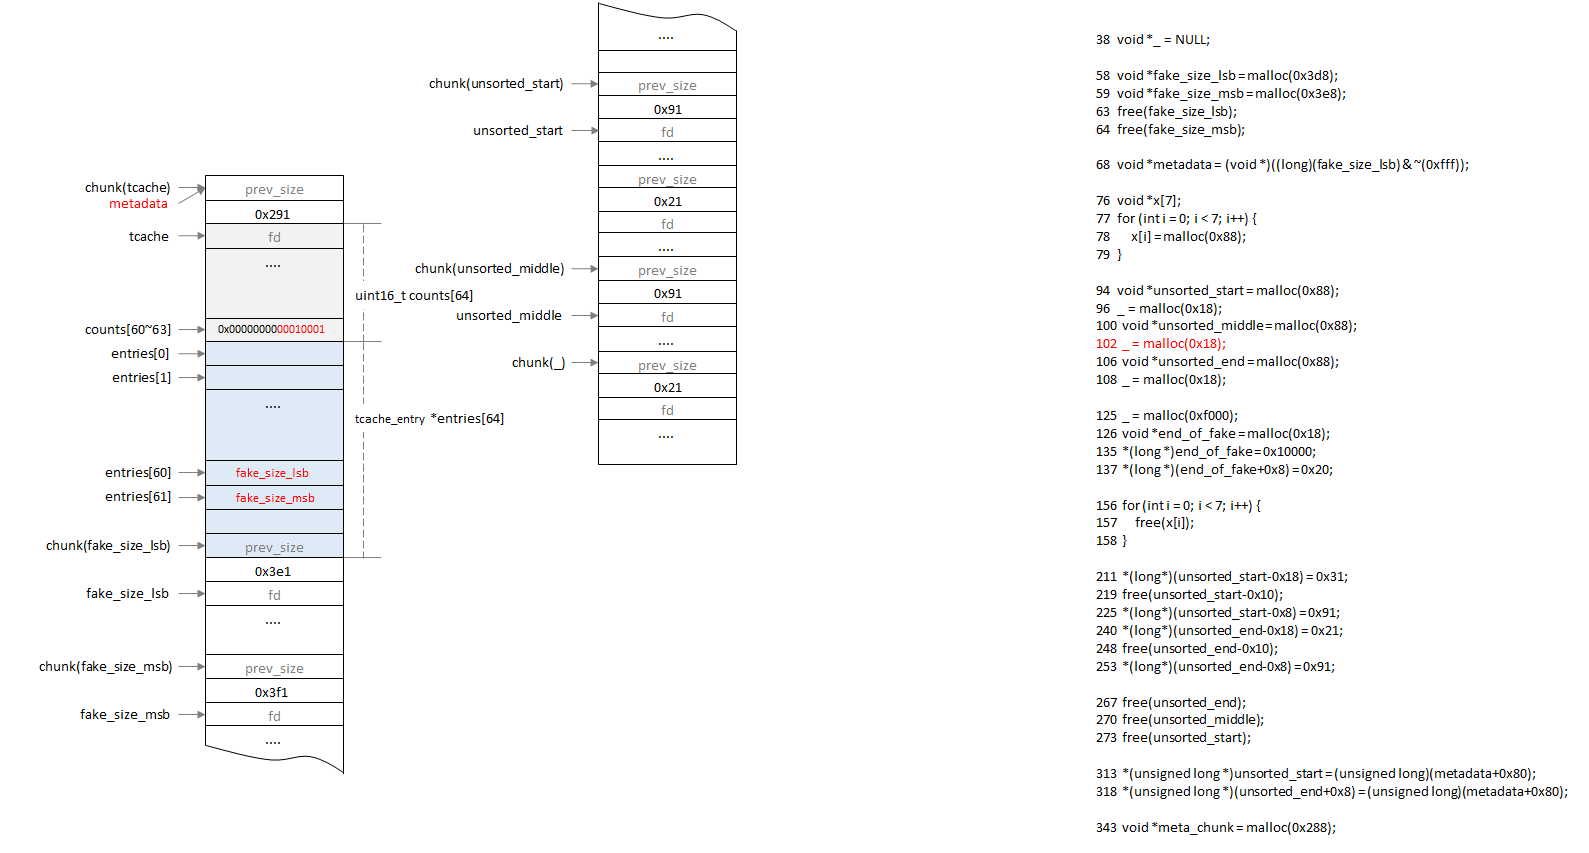 chunk(tcache)
metadata
tcache
counts[60~63]
entries[0]
entries[1]
entries[60]
entries[61]
chunk(fake_size_lsb)
fake_size_lsb
chunk(fake_size_msb)
fake_size_msb
prev_size
0x291
fd
....
0x0000000000010001
....
fake_size_lsb
fake_size_msb
prev_size
0x3e1
fd
....
prev_size
0x3f1
fd
....
uint16_t counts[64]
tcache_entry *entries[64]
chunk(unsorted_start)
unsorted_start
chunk(unsorted_middle)
unsorted_middle
chunk(_)
....
prev_size
0x91
fd
....
prev_size
0x21
fd
....
prev_size
0x91
fd
....
prev_size
0x21
fd
....
38 void *_ = NULL;
58 void *fake_size_lsb = malloc(0x3d8);
59 void *fake_size_msb = malloc(0x3e8);
63 free(fake_size_lsb);
64 free(fake_size_msb);
68 void *metadata = (void *)((long)(fake_size_lsb) & ~(0xfff));
76 void *x[7];
77 for (int i = 0; i < 7; i++) {
78 x[i] = malloc(0x88);
79 }
94 void *unsorted_start = malloc(0x88);
96 _ = malloc(0x18);
100 void *unsorted_middle = malloc(0x88);
102 _ = malloc(0x18);
106 void *unsorted_end = malloc(0x88);
108 _ = malloc(0x18);
125 _ = malloc(0xf000);
126 void *end_of_fake = malloc(0x18);
135 *(long *)end_of_fake = 0x10000;
137 *(long *)(end_of_fake+0x8) = 0x20;
156 for (int i = 0; i < 7; i++) {
157 free(x[i]);
158 }
211 *(long*)(unsorted_start-0x18) = 0x31;
219 free(unsorted_start-0x10);
225 *(long*)(unsorted_start-0x8) = 0x91;
240 *(long*)(unsorted_end-0x18) = 0x21;
248 free(unsorted_end-0x10);
253 *(long*)(unsorted_end-0x8) = 0x91;
267 free(unsorted_end);
270 free(unsorted_middle);
273 free(unsorted_start);
313 *(unsigned long *)unsorted_start = (unsigned long)(metadata+0x80);
318 *(unsigned long *)(unsorted_end+0x8) = (unsigned long)(metadata+0x80);
343 void *meta_chunk = malloc(0x288);